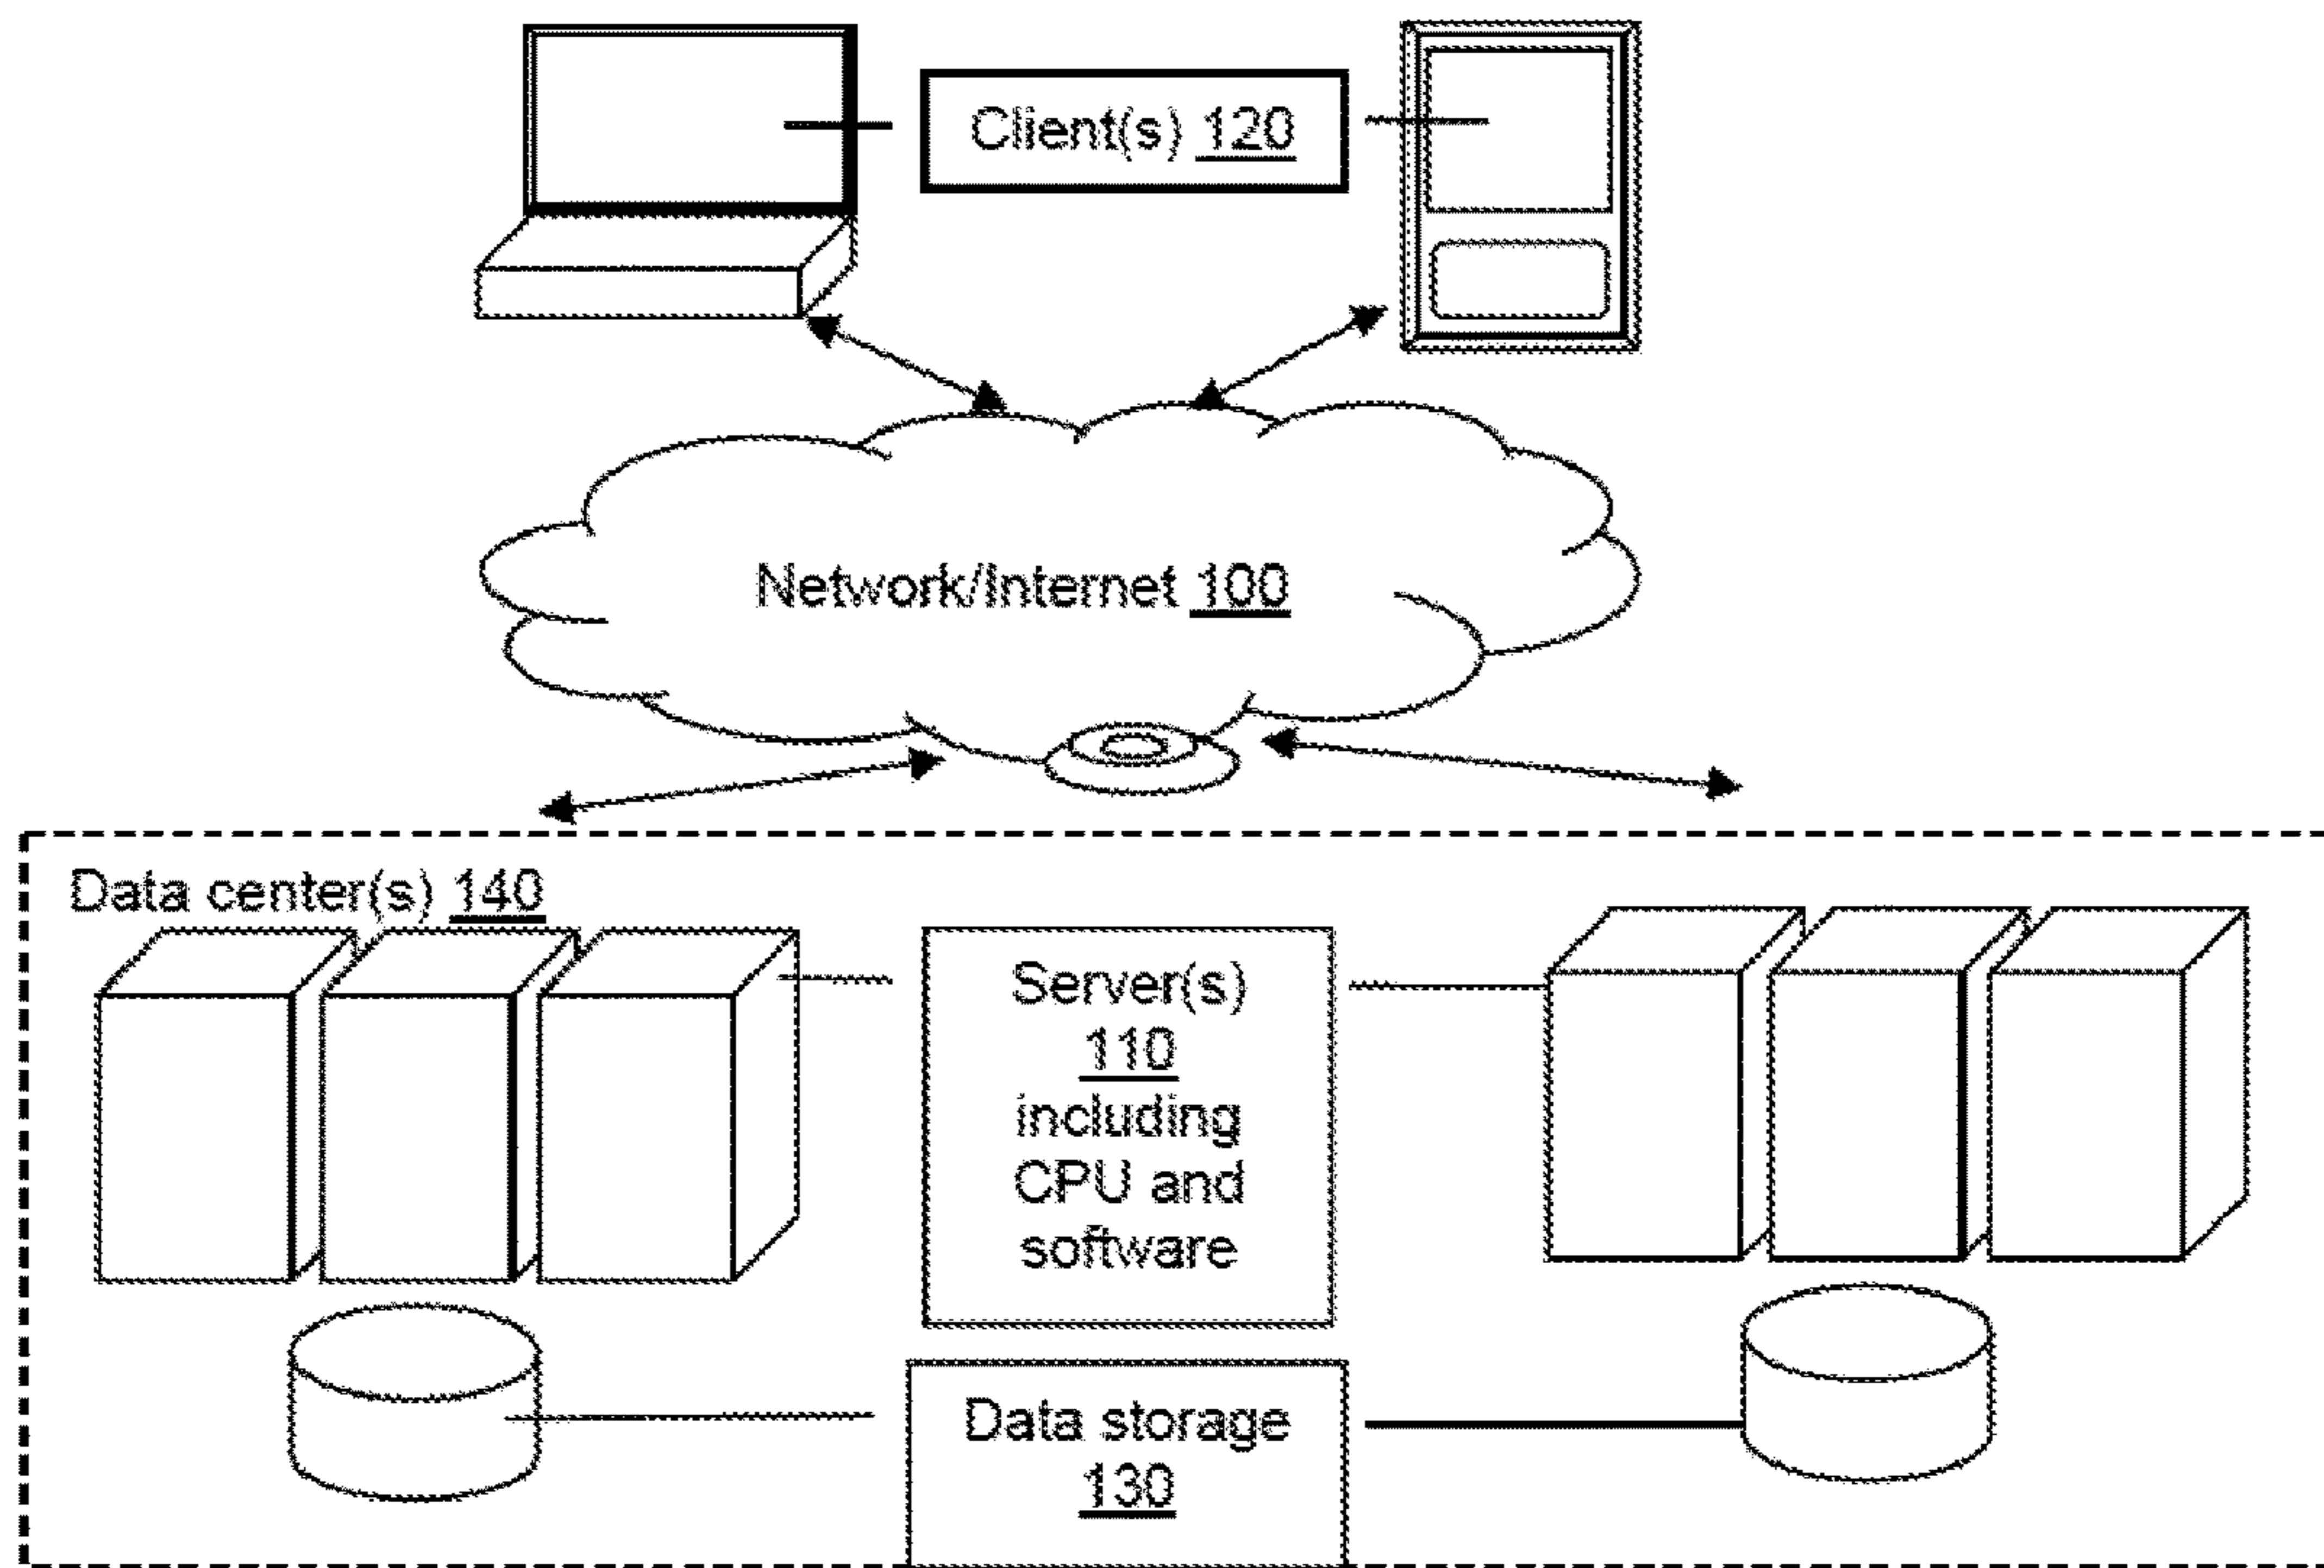 Client(s) 120
Network/Internet 100
Data center(s) 140
Server(s)
110
including
CPU and
software
Data storage
130